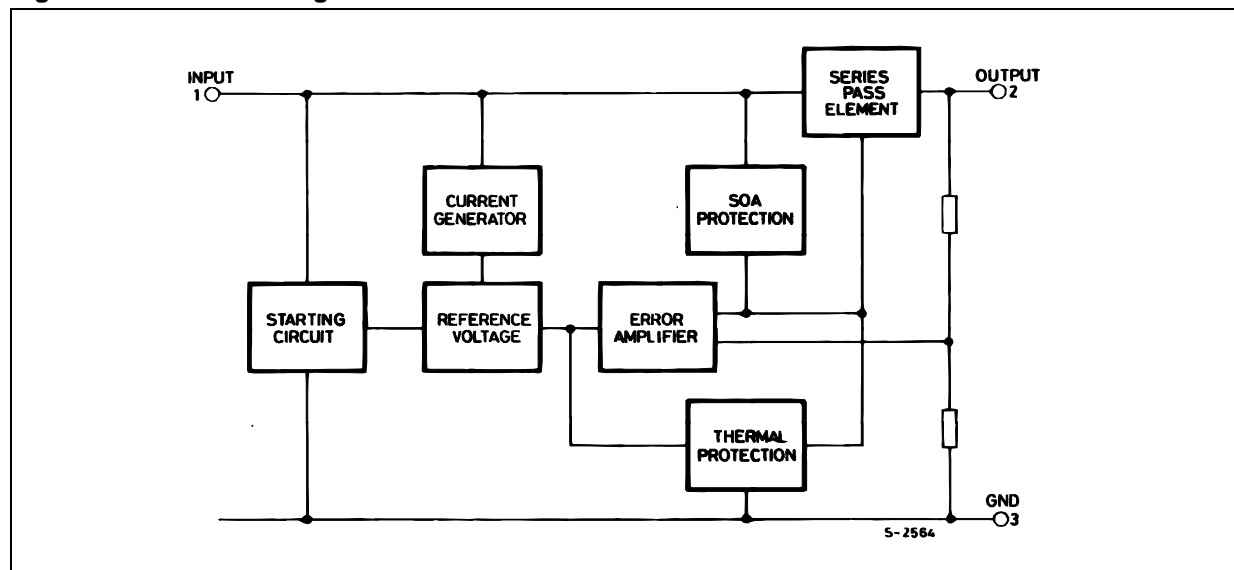 INPUT
1
SERIES
PASS
ELEMENT
OUTPUT
2
CURRENT
GENERATOR
SOA
PROTECTION
STARTING
CIRCUIT
REFERENCE
VOLTAGE
ERROR
AMPLIFIER
THERMAL
PROTECTION
GND
3
S-2564